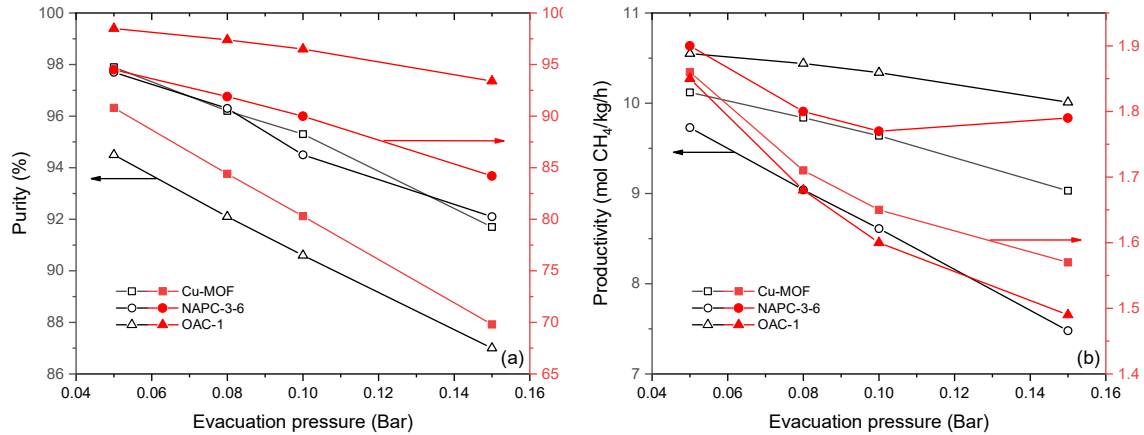 100
98
96
94
92
90
88
86
Purity (%)
100
95
90
85
80
75
70
65
Cu-MOF
NAPC-3-6
OAC-1
(a)
0.04 0.06 0.08 0.10 0.12 0.14 0.16
Evacuation pressure (Bar)
11
10
9
8
7
Productivity (mol CH4/kg/h)
1.9
1.8
1.7
1.6
1.5
1.4
Cu-MOF
NAPC-3-6
OAC-1
(b)
0.04 0.06 0.08 0.10 0.12 0.14 0.16
Evacuation pressure (Bar)